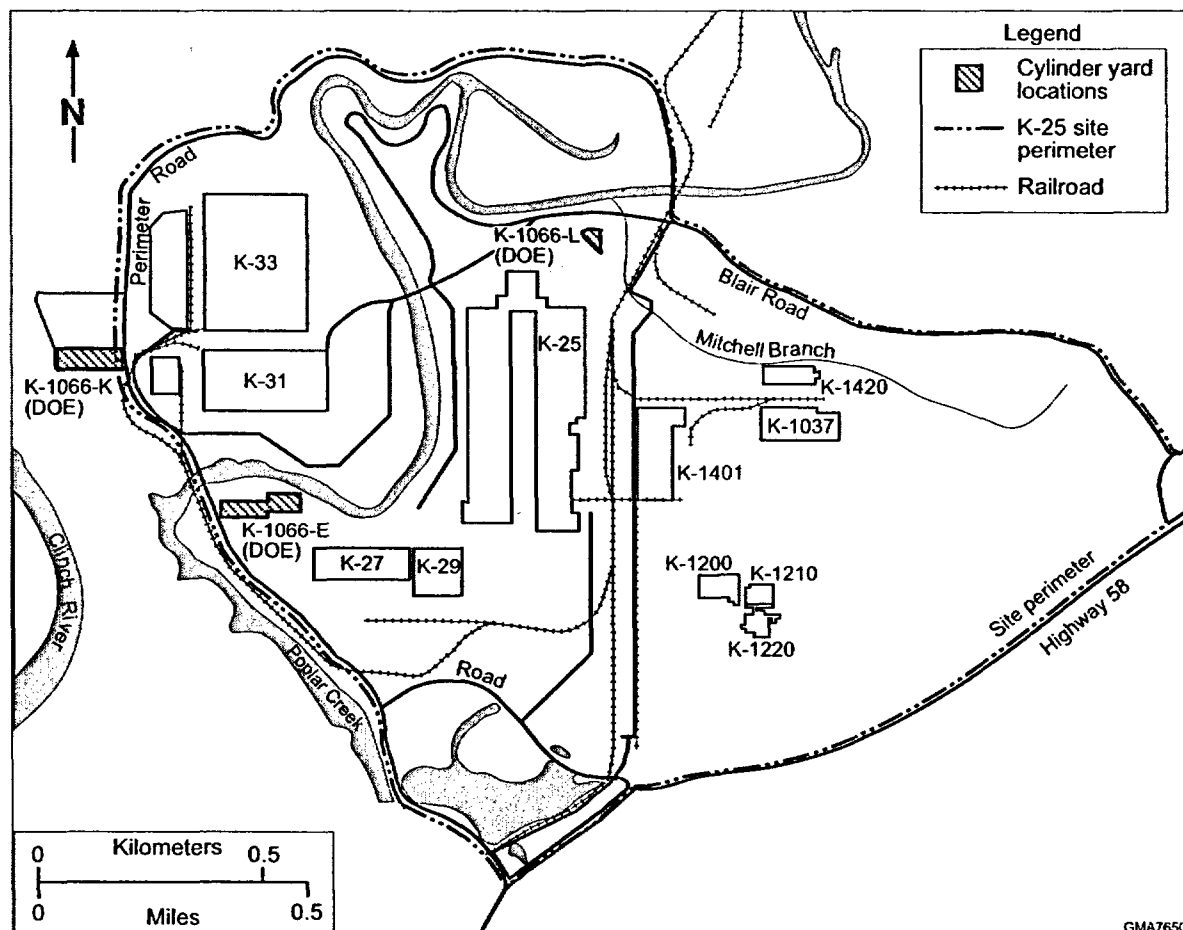 Legend
Cylinder yard
locations
K-25 site
perimeter
Railroad
N
Road
Perimeter
K-33
K-1066-L
(DOE)
Blair Road
K-25
Mitchell Branch
K-31
K-1066-K
(DOE)
K-1420
K-1037
K-1401
K-1066-E
(DOE)
Clinch River
K-27
K-29
K-1200
K-1210
K-1220
Site perimeter
Highway 58
Poplar Creek
Road
0
Kilometers
0.5
0
Miles
0.5
GMA7650